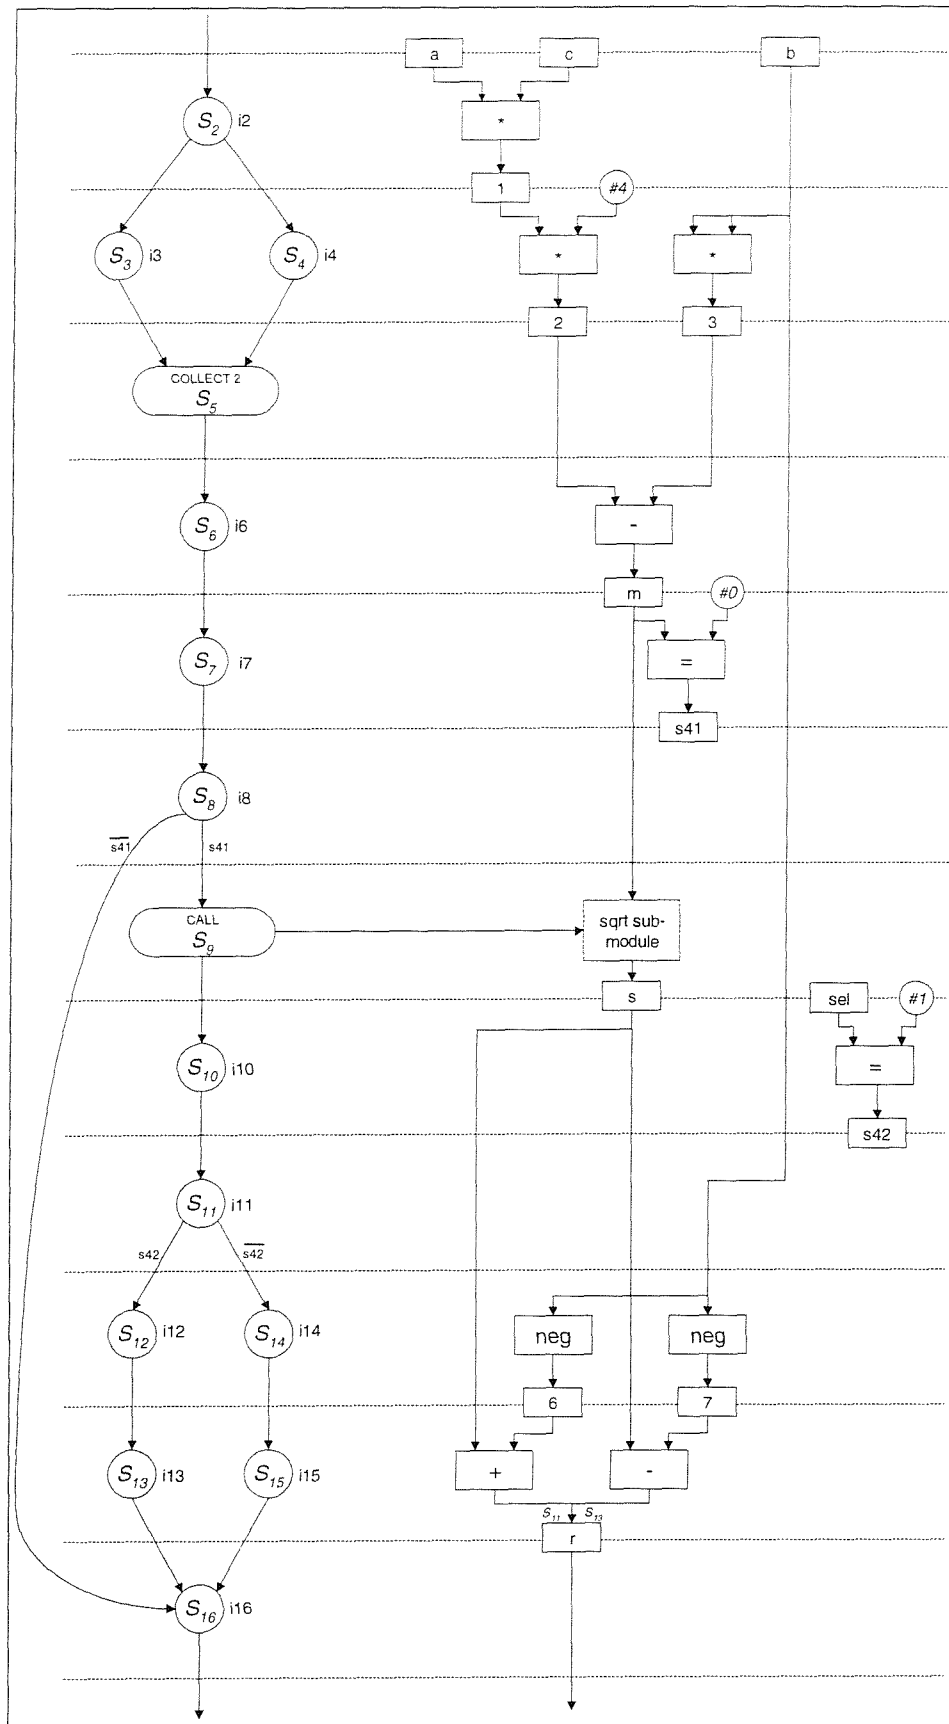 a c b
S2 i2
*
1 #4
S3 i3 S4 i4
* *
2 3
COLLECT 2
S5
S6 i6
-
m #0
S7 i7
=
s41
S8 i8
s41 s41
CALL
S9
sqrt sub-
module
s sel #1
S10 i10
=
s42
S11 i11
s42 s42
S12 i12 S14 i14
neg neg
6 7
S13 i13 S15 i15
+ -
S11 S13
r
S16 i16